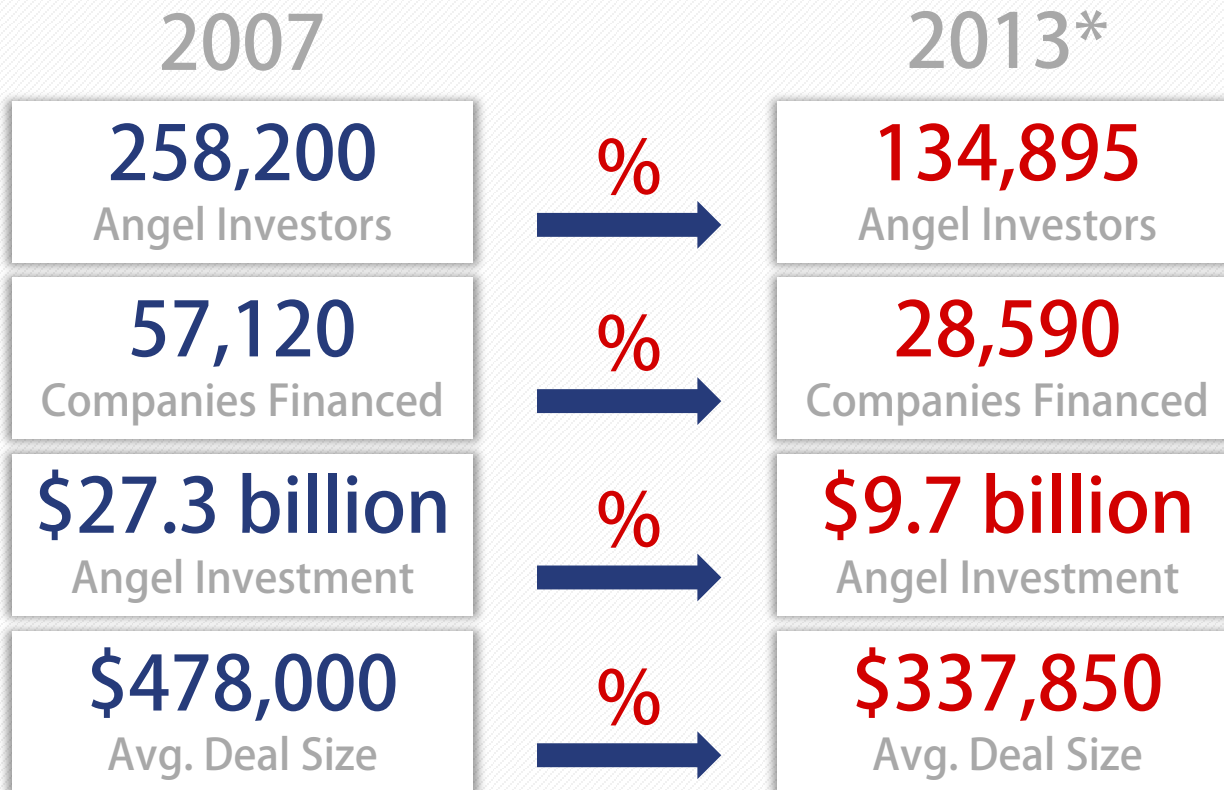 2007
2013*
258,200
Angel Investors
%
134,895
Angel Investors
57,120
Companies Financed
%
28,590
Companies Financed
$27.3 billion
Angel Investment
%
$9.7 billion
Angel Investment
$478,000
Avg. Deal Size
%
$337,850
Avg. Deal Size